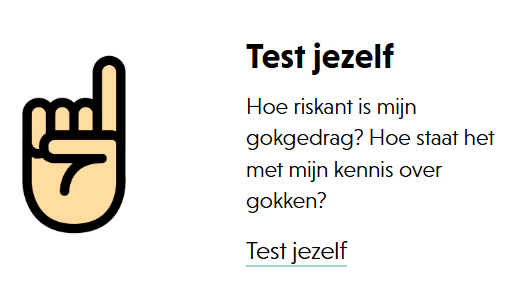 Test jezelf
Hoe riskant is mijn
gokgedrag? Hoe staat het
met mijn kennis over
gokken?
Test jezelf